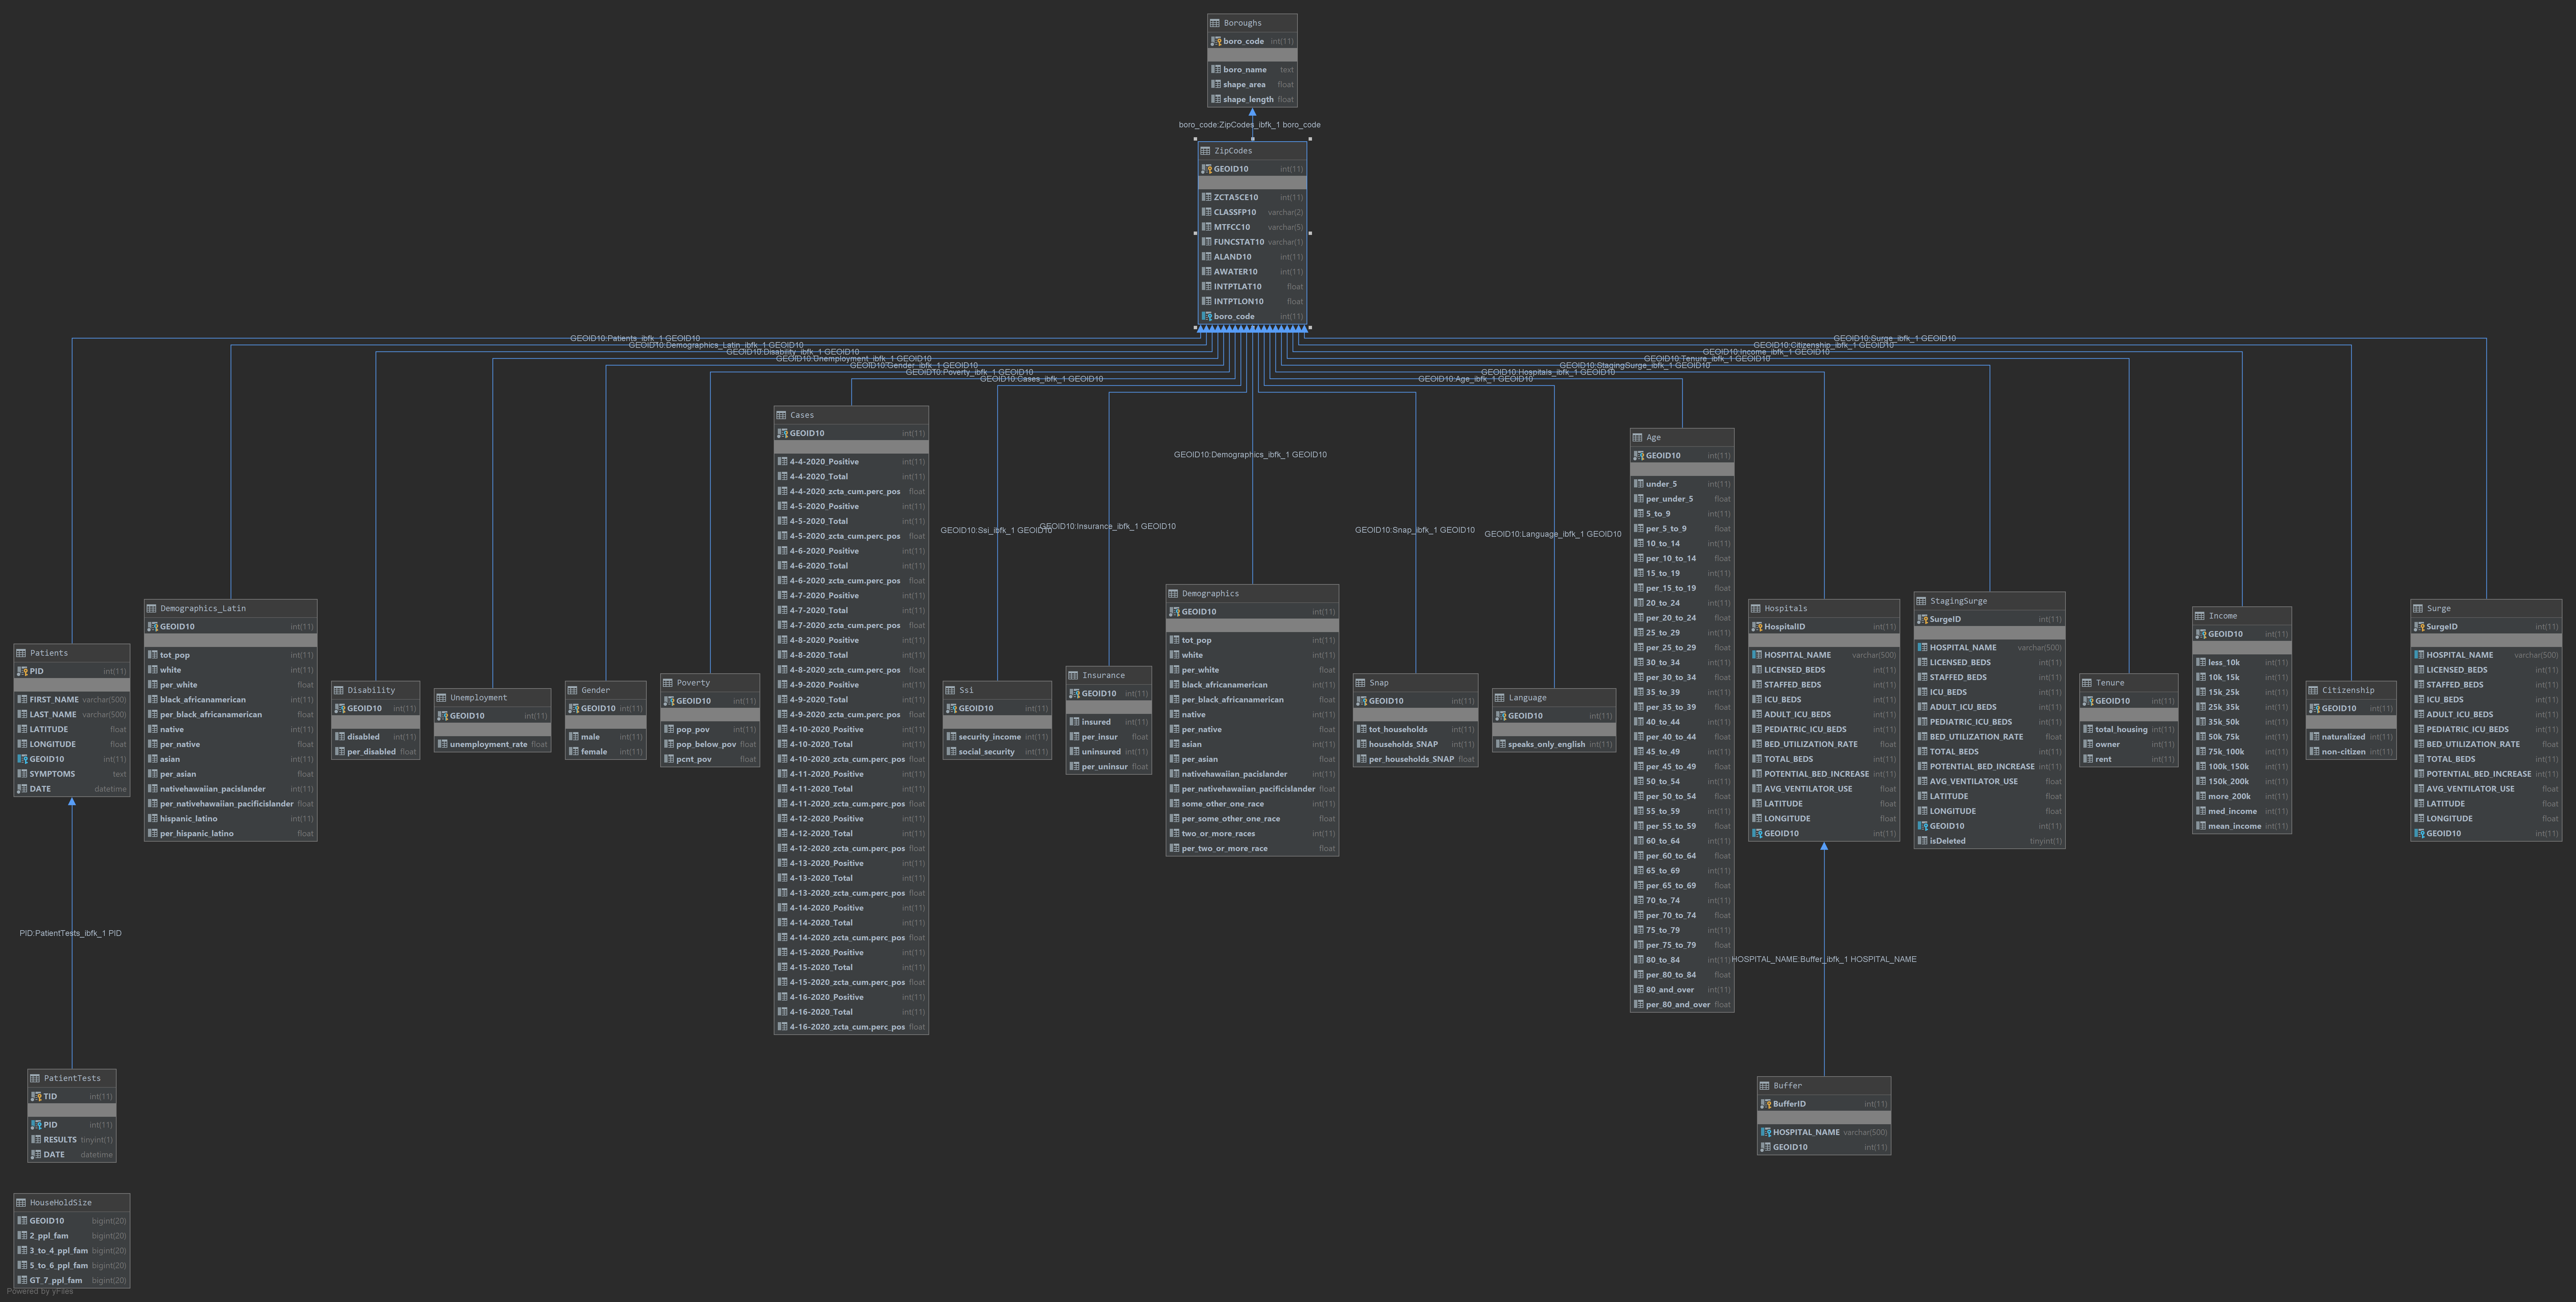 Boroughs
boro_code int(11)
boro_name text
shape_area float
shape_length float
boro_code:ZipCodes_ibfk_1 boro_code
ZipCodes
GEOID10 int(11)
ZCTA5CE10 int(11)
CLASSFP10 varchar(2)
MTFCC10 varchar(5)
FUNCSTAT10 varchar(1)
ALAND10 int(11)
AWATER10 int(11)
INTPTLAT10 float
INTPTLON10 float
boro_code int(11)
GEOID10:Patients_ibfk_1 GEOID10
GEOID10:Demographics_Latin_ibfk_1 GEOID10
GEOID10:Disability_ibfk_1 GEOID10
GEOID10:Unemployment_ibfk_1 GEOID10
GEOID10:Gender_ibfk_1 GEOID10
GEOID10:Poverty_ibfk_1 GEOID10
GEOID10:Cases_ibfk_1 GEOID10
GEOID10:Surge_ibfk_1 GEOID10
GEOID10:Citizenship_ibfk_1 GEOID10
GEOID10:Income_ibfk_1 GEOID10
GEOID10:Tenure_ibfk_1 GEOID10
GEOID10:StagingSurge_ibfk_1 GEOID10
GEOID10:Hospitals_ibfk_1 GEOID10
GEOID10:Age_ibfk_1 GEOID10
GEOID10:Ssi_ibfk_1 GEOID10
GEOID10:Insurance_ibfk_1 GEOID10
GEOID10:Demographics_ibfk_1 GEOID10
GEOID10:Snap_ibfk_1 GEOID10
GEOID10:Language_ibfk_1 GEOID10
Patients
PID int(11)
FIRST_NAME varchar(500)
LAST_NAME varchar(500)
LATITUDE float
LONGITUDE float
GEOID10 int(11)
SYMPTOMS text
DATE datetime
Demographics_Latin
GEOID10 int(11)
tot_pop int(11)
white int(11)
per_white float
black_africanamerican int(11)
per_black_africanamerican float
native int(11)
per_native float
asian int(11)
per_asian float
nativehawaiian_pacislander int(11)
per_nativehawaiian_pacificislander float
hispanic_latino int(11)
per_hispanic_latino float
Disability
GEOID10 int(11)
disabled int(11)
per_disabled float
Unemployment
GEOID10 int(11)
unemployment_rate float
Gender
GEOID10 int(11)
male int(11)
female int(11)
Poverty
GEOID10 int(11)
pop_pov int(11)
pop_below_pov int(11)
pcnt_pov float
Cases
GEOID10 int(11)
4-4-2020_Positive int(11)
4-4-2020_Total int(11)
4-4-2020_zcta_cum.perc_pos float
4-5-2020_Positive int(11)
4-5-2020_Total int(11)
4-5-2020_zcta_cum.perc_pos float
4-6-2020_Positive int(11)
4-6-2020_Total int(11)
4-6-2020_zcta_cum.perc_pos float
4-7-2020_Positive int(11)
4-7-2020_Total int(11)
4-7-2020_zcta_cum.perc_pos float
4-8-2020_Positive int(11)
4-8-2020_Total int(11)
4-8-2020_zcta_cum.perc_pos float
4-9-2020_Positive int(11)
4-9-2020_Total int(11)
4-9-2020_zcta_cum.perc_pos float
4-10-2020_Positive int(11)
4-10-2020_Total int(11)
4-10-2020_zcta_cum.perc_pos float
4-11-2020_Positive int(11)
4-11-2020_Total int(11)
4-11-2020_zcta_cum.perc_pos float
4-12-2020_Positive int(11)
4-12-2020_Total int(11)
4-12-2020_zcta_cum.perc_pos float
4-13-2020_Positive int(11)
4-13-2020_Total int(11)
4-13-2020_zcta_cum.perc_pos float
4-14-2020_Positive int(11)
4-14-2020_Total int(11)
4-14-2020_zcta_cum.perc_pos float
4-15-2020_Positive int(11)
4-15-2020_Total int(11)
4-15-2020_zcta_cum.perc_pos float
4-16-2020_Positive int(11)
4-16-2020_Total int(11)
4-16-2020_zcta_cum.perc_pos float
Ssi
GEOID10 int(11)
security_income int(11)
social_security int(11)
Insurance
GEOID10 int(11)
insured int(11)
per_insur float
uninsured int(11)
per_uninsur float
Demographics
GEOID10 int(11)
tot_pop int(11)
white int(11)
per_white float
black_africanamerican int(11)
per_black_africanamerican float
native int(11)
per_native float
asian int(11)
per_asian float
nativehawaiian_pacislander int(11)
per_nativehawaiian_pacificislander float
some_other_one_race int(11)
per_some_other_one_race float
two_or_more_races int(11)
per_two_or_more_race float
Snap
GEOID10 int(11)
tot_households int(11)
households_SNAP int(11)
per_households_SNAP float
Language
GEOID10 int(11)
speaks_only_english int(11)
Age
GEOID10 int(11)
under_5 int(11)
per_under_5 float
5_to_9 int(11)
per_5_to_9 float
10_to_14 int(11)
per_10_to_14 float
15_to_19 int(11)
per_15_to_19 float
20_to_24 int(11)
per_20_to_24 float
25_to_29 int(11)
per_25_to_29 float
30_to_34 int(11)
per_30_to_34 float
35_to_39 int(11)
per_35_to_39 float
40_to_44 int(11)
per_40_to_44 float
45_to_49 int(11)
per_45_to_49 float
50_to_54 int(11)
per_50_to_54 float
55_to_59 int(11)
per_55_to_59 float
60_to_64 int(11)
per_60_to_64 float
65_to_69 int(11)
per_65_to_69 float
70_to_74 int(11)
per_70_to_74 float
75_to_79 int(11)
per_75_to_79 float
80_to_84 int(11)
per_80_to_84 float
80_and_over int(11)
per_80_and_over float
Hospitals
HospitalID int(11)
HOSPITAL_NAME varchar(500)
LICENSED_BEDS int(11)
STAFFED_BEDS int(11)
ICU_BEDS int(11)
ADULT_ICU_BEDS int(11)
PEDIATRIC_ICU_BEDS int(11)
BED_UTILIZATION_RATE float
TOTAL_BEDS int(11)
POTENTIAL_BED_INCREASE int(11)
AVG_VENTILATOR_USE float
LATITUDE float
LONGITUDE float
GEOID10 int(11)
StagingSurge
SurgeID int(11)
HOSPITAL_NAME varchar(500)
LICENSED_BEDS int(11)
STAFFED_BEDS int(11)
ICU_BEDS int(11)
ADULT_ICU_BEDS int(11)
PEDIATRIC_ICU_BEDS int(11)
BED_UTILIZATION_RATE float
TOTAL_BEDS int(11)
POTENTIAL_BED_INCREASE int(11)
AVG_VENTILATOR_USE float
LATITUDE float
LONGITUDE float
GEOID10 int(11)
isDeleted tinyint(1)
Tenure
GEOID10 int(11)
total_housing int(11)
owner int(11)
rent int(11)
Income
GEOID10 int(11)
less_10k int(11)
10k_15k int(11)
15k_25k int(11)
25k_35k int(11)
35k_50k int(11)
50k_75k int(11)
75k_100k int(11)
100k_150k int(11)
150k_200k int(11)
more_200k int(11)
med_income int(11)
mean_income int(11)
Citizenship
GEOID10 int(11)
naturalized int(11)
non-citizen int(11)
Surge
SurgeID int(11)
HOSPITAL_NAME varchar(500)
LICENSED_BEDS int(11)
STAFFED_BEDS int(11)
ICU_BEDS int(11)
ADULT_ICU_BEDS int(11)
PEDIATRIC_ICU_BEDS int(11)
BED_UTILIZATION_RATE float
TOTAL_BEDS int(11)
POTENTIAL_BED_INCREASE int(11)
AVG_VENTILATOR_USE float
LATITUDE float
LONGITUDE float
GEOID10 int(11)
PID:PatientTests_ibfk_1 PID
HOSPITAL_NAME:Buffer_ibfk_1 HOSPITAL_NAME
PatientTests
TID int(11)
PID int(11)
RESULTS tinyint(1)
DATE datetime
Buffer
BufferID int(11)
HOSPITAL_NAME varchar(500)
GEOID10 int(11)
HouseHoldSize
GEOID10 bigint(20)
2_ppl_fam bigint(20)
3_to_4_ppl_fam bigint(20)
5_to_6_ppl_fam bigint(20)
GT_7_ppl_fam bigint(20)
Powered by yFiles